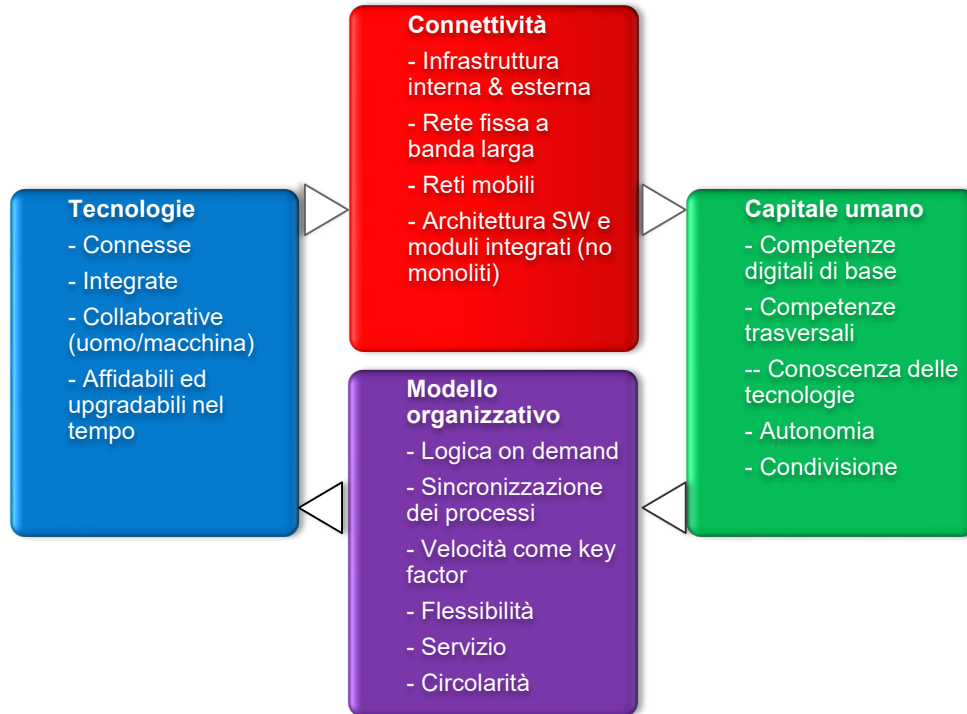 Connettività
- Infrastruttura
interna & esterna
- Rete fissa a
banda larga
- Reti mobili
- Architettura SW e
moduli integrati (no
monoliti)
Tecnologie
- Connesse
- Integrate
- Collaborative
(uomo/macchina)
- Affidabili ed
upgradabili nel
tempo
Capitale umano
- Competenze
digitali di base
- Competenze
trasversali
-- Conoscenza delle
tecnologie
- Autonomia
- Condivisione
Modello
organizzativo
- Logica on demand
- Sincronizzazione
dei processi
- Velocità come key
factor
- Flessibilità
- Servizio
- Circolarità